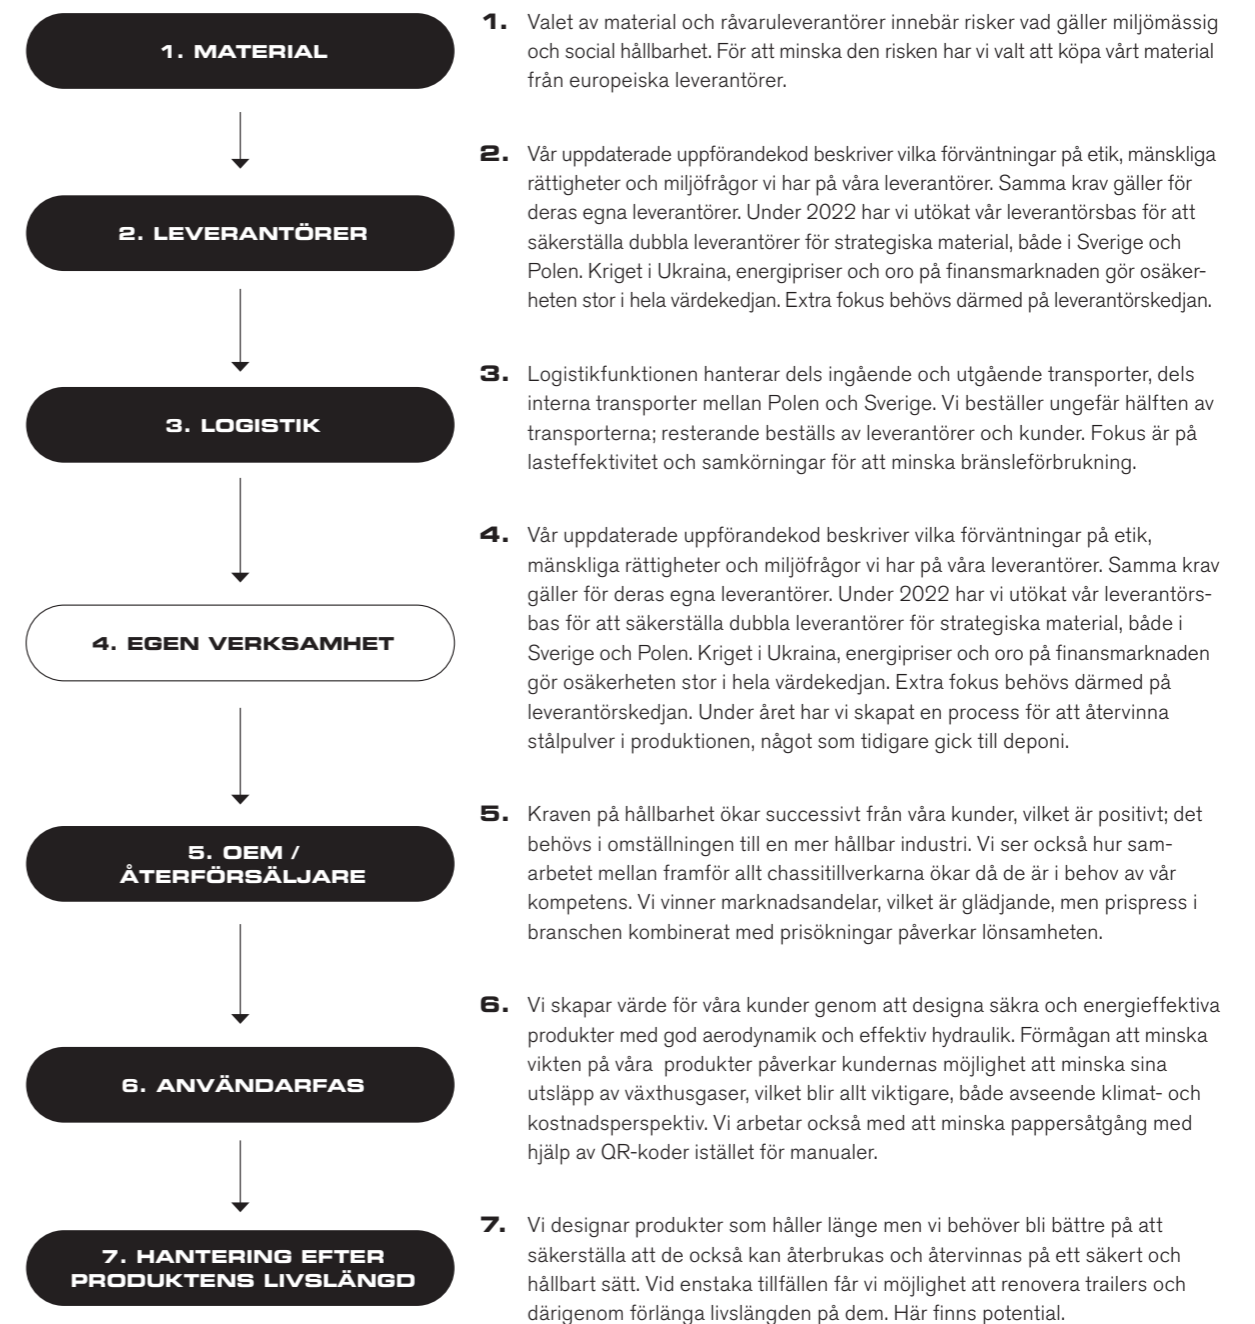 1. MATERIAL
1. Valet av material och råvaruleverantörer innebär risker vad gäller miljömässig
och social hållbarhet. För att minska den risken har vi valt att köpa vårt material
från europeiska leverantörer.
2. LEVERANTÖRER
2. Vår uppdaterade uppförandekod beskriver vilka förväntningar på etik, mänskliga
rättigheter och miljöfrågor vi har på våra leverantörer. Samma krav gäller för
deras egna leverantörer. Under 2022 har vi utökat vår leverantörsbas för att
säkerställa dubbla leverantörer för strategiska material, både i Sverige och
Polen. Kriget i Ukraina, energipriser och oro på finansmarknaden gör osäker-
heten stor i hela värdekedjan. Extra fokus behövs därmed på leverantörskedjan.
3. LOGISTIK
3. Logistikfunktionen hanterar dels ingående och utgående transporter, dels
interna transporter mellan Polen och Sverige. Vi beställer ungefär hälften av
transporterna; resterande beställs av leverantörer och kunder. Fokus är på
lasteffektivitet och samkörningar för att minska bränsleförbrukning.
4. EGEN VERKSAMHET
4. Vår uppdaterade uppförandekod beskriver vilka förväntningar på etik,
mänskliga rättigheter och miljöfrågor vi har på våra leverantörer. Samma krav
gäller för deras egna leverantörer. Under 2022 har vi utökat vår leverantörs-
bas för att säkerställa dubbla leverantörer för strategiska material, både i
Sverige och Polen. Kriget i Ukraina, energipriser och oro på finansmarknaden
gör osäkerheten stor i hela värdekedjan. Extra fokus behövs därmed på
leverantörskedjan. Under året har vi skapat en process för att återvinna
stålpulver i produktionen, något som tidigare gick till deponi.
5. OEM /
ÅTERFÖRSÄLJARE
5. Kraven på hållbarhet ökar successivt från våra kunder, vilket är positivt; det
behövs i omställningen till en mer hållbar industri. Vi ser också hur sam-
arbetet mellan framför allt chassitillverkarna ökar då de är i behov av vår
kompetens. Vi vinner marknadsandelar, vilket är glädjande, men prispress i
branschen kombinerat med prisökningar påverkar lönsamheten.
6. ANVÄNDARFAS
6. Vi skapar värde för våra kunder genom att designa säkra och energieffektiva
produkter med god aerodynamik och effektiv hydraulik. Förmågan att minska
vikten på våra produkter påverkar kundernas möjlighet att minska sina
utsläpp av växthusgaser, vilket blir allt viktigare, både avseende klimat- och
kostnadsperspektiv. Vi arbetar också med att minska pappersåtgång med
hjälp av QR-koder istället för manualer.
7. HANTERING EFTER
PRODUKTENS LIVSLÄNGD
7. Vi designar produkter som håller länge men vi behöver bli bättre på att
säkerställa att de också kan återbrukas och återvinnas på ett säkert och
hållbart sätt. Vid enstaka tillfällen får vi möjlighet att renovera trailers och
därigenom förlänga livslängden på dem. Här finns potential.